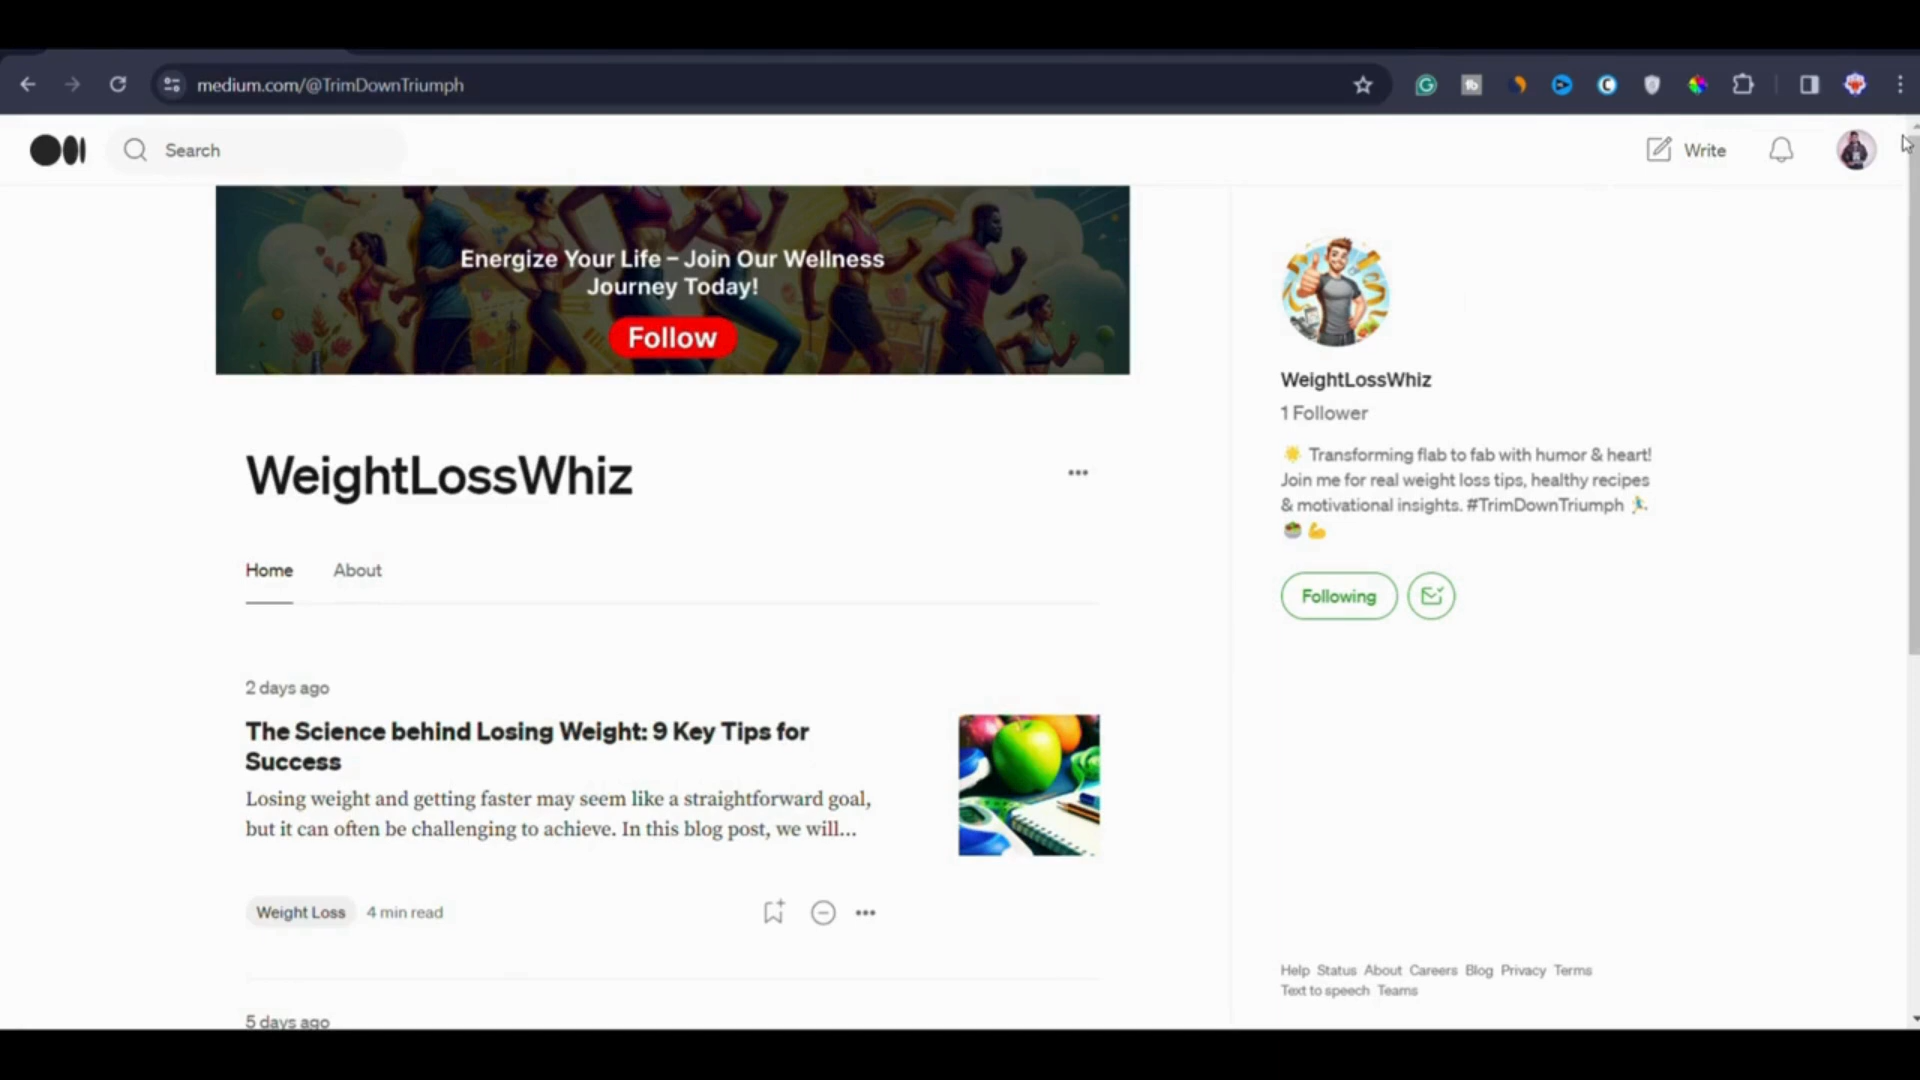 medium.com/@TrimDownTriumph
Search
Write
Energize Your Life – Join Our Wellness
Journey Today!
Follow
WeightLossWhiz
Home About
2 days ago
The Science behind Losing Weight: 9 Key Tips for
Success
Losing weight and getting faster may seem like a straightforward goal,
but it can often be challenging to achieve. In this blog post, we will...
Weight Loss 4 min read
5 days ago
WeightLossWhiz
1 Follower
🌟 Transforming flab to fab with humor & heart!
Join me for real weight loss tips, healthy recipes
& motivational insights. #TrimDownTriumph 🏃‍♂️
🥗 💪
Following
Help Status About Careers Blog Privacy Terms
Text to speech Teams